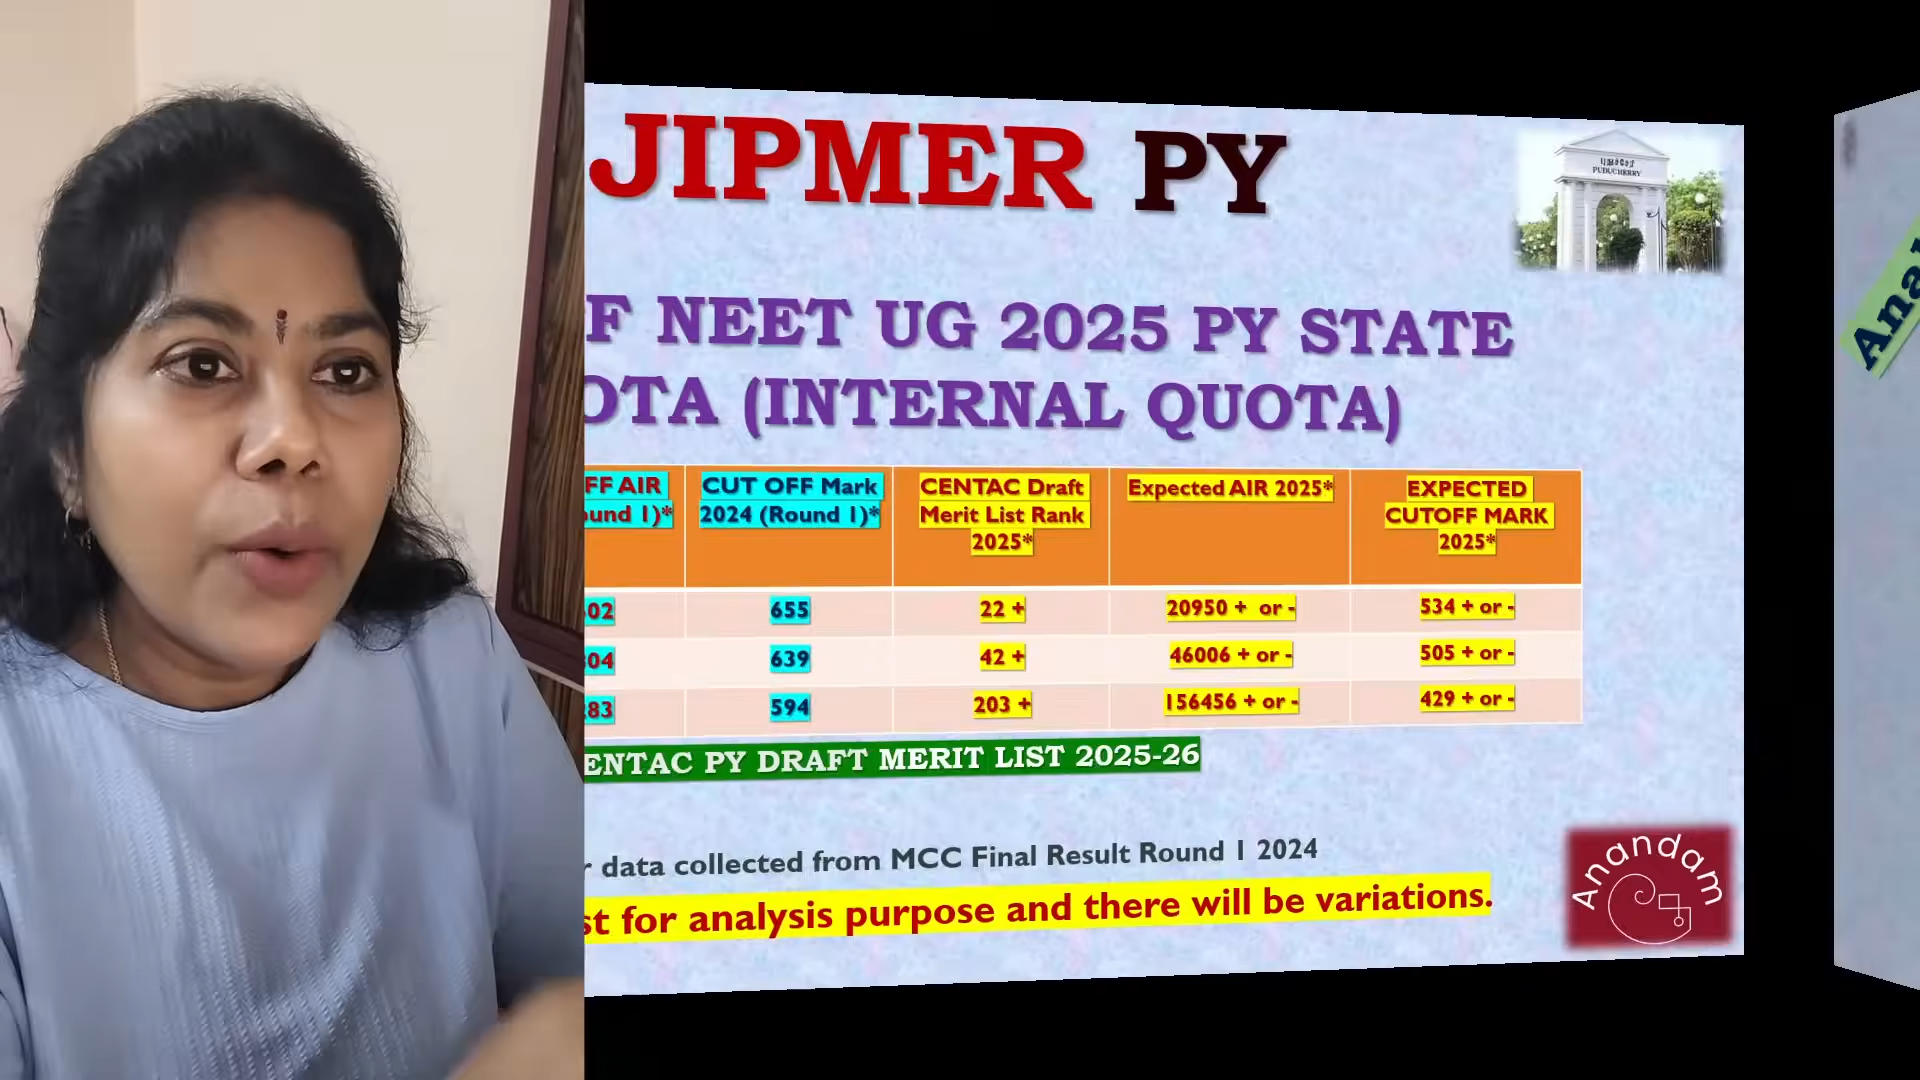 JIPMER PY
புதுச்சேரி
PUDUCHERRY
F NEET UG 2025 PY STATE
OTA (INTERNAL QUOTA)
FF AIR
und 1)*
CUT OFF Mark
2024 (Round 1)*
CENTAC Draft
Merit List Rank
2025*
Expected AIR 2025*
EXPECTED
CUTOFF MARK
2025*
02 655 22 + 20950 + or - 534 + or -
04 639 42 + 46006 + or - 505 + or -
83 594 203 + 156456 + or - 429 + or -
ENTAC PY DRAFT MERIT LIST 2025-26
r data collected from MCC Final Result Round 1 2024
st for analysis purpose and there will be variations.
Anandam
Ana